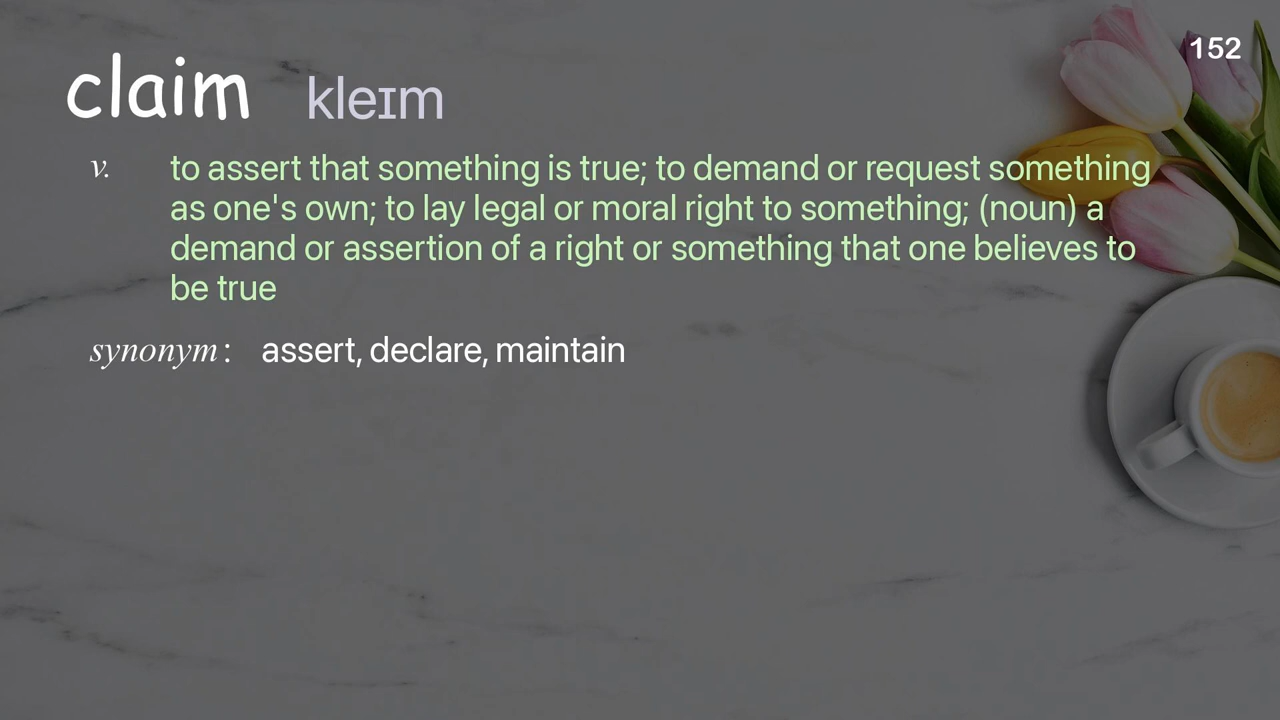 152
claim kleɪm
v. to assert that something is true; to demand or request something
as one's own; to lay legal or moral right to something; (noun) a
demand or assertion of a right or something that one believes to
be true
synonym: assert, declare, maintain